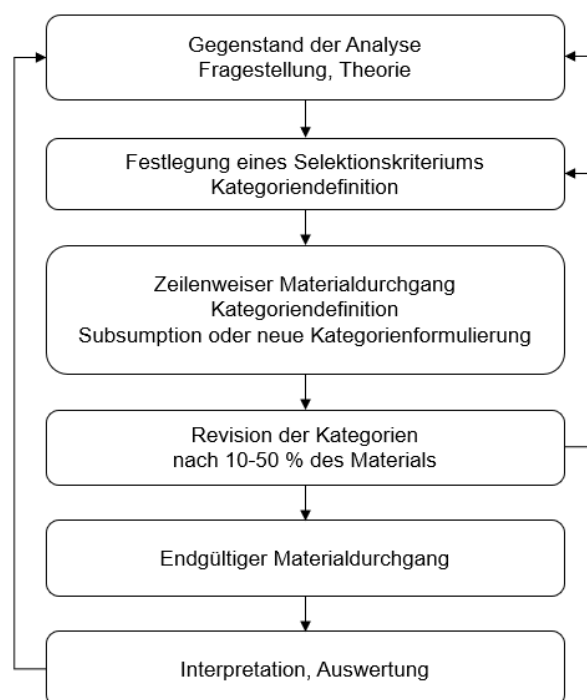 Gegenstand der Analyse
Fragestellung, Theorie
Festlegung eines Selektionskriteriums
Kategoriendefinition
Zeilenweiser Materialdurchgang
Kategoriendefinition
Subsumption oder neue Kategorienformulierung
Revision der Kategorien
nach 10-50 % des Materials
Endgültiger Materialdurchgang
Interpretation, Auswertung